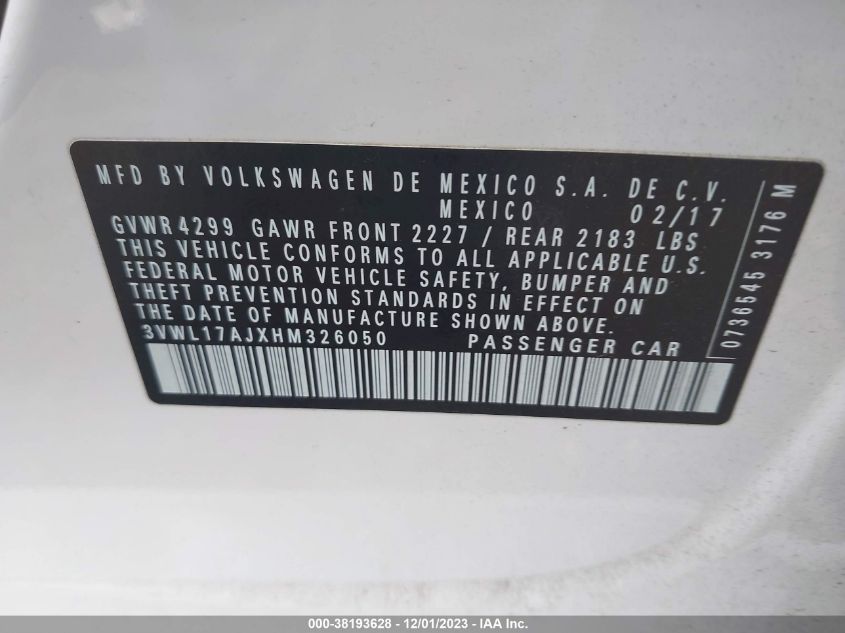 MFD BY VOLKSWAGEN DE MEXICO S.A. DE C.V.
MEXICO 02/17
GVWR 4299 GAWR FRONT 2227 / REAR 2183 LBS
THIS VEHICLE CONFORMS TO ALL APPLICABLE U.S.
FEDERAL MOTOR VEHICLE SAFETY, BUMPER AND
THEFT PREVENTION STANDARDS IN EFFECT ON
THE DATE OF MANUFACTURE SHOWN ABOVE.
3VWL17AJXHM326050 PASSENGER CAR
0736545 3176 M
000-38193628 - 12/01/2023 - IAA Inc.